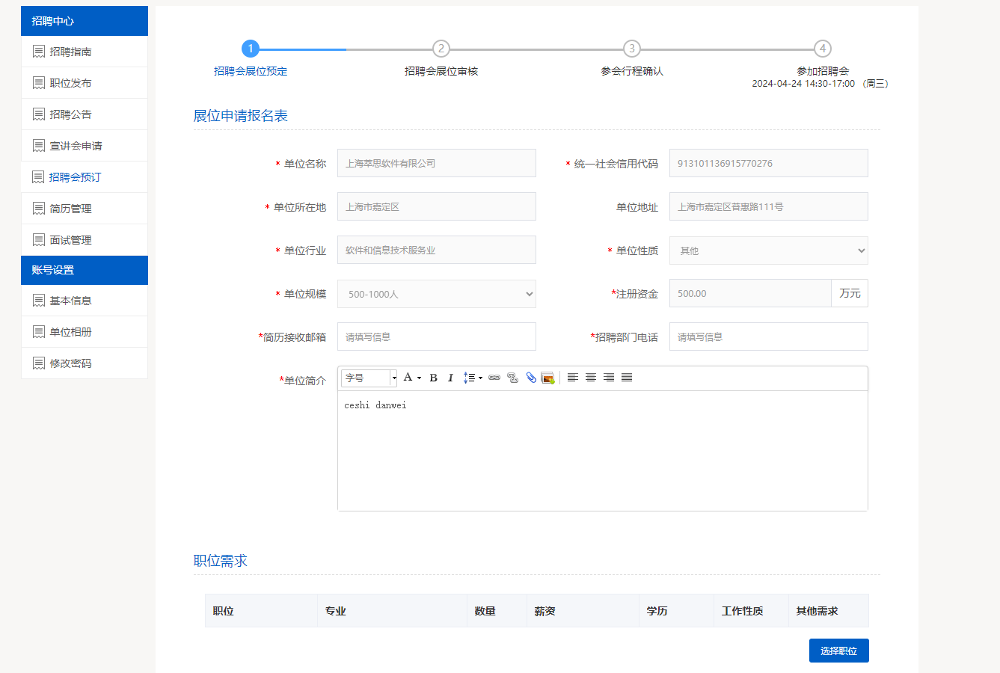 招聘中心
招聘指南
职位发布
招聘公告
宣讲会申请
招聘会预订
简历管理
面试管理
账号设置
基本信息
单位相册
修改密码
1 2 3 4
招聘会展位预定 招聘会展位审核 参会行程确认 参加招聘会
2024-04-24 14:30-17:00 （周三）
展位申请报名表
* 单位名称 上海萃思软件有限公司 * 统一社会信用代码 913101136915770276
* 单位所在地 上海市嘉定区 单位地址 上海市嘉定区普惠路111号
* 单位行业 软件和信息技术服务业 * 单位性质 其他
* 单位规模 500-1000人 *注册资金 500.00 万元
*简历接收邮箱 请填写信息 *招聘部门电话 请填写信息
*单位简介 字号 A B I
ceshi danwei
职位需求
职位 专业 数量 薪资 学历 工作性质 其他需求
选择职位